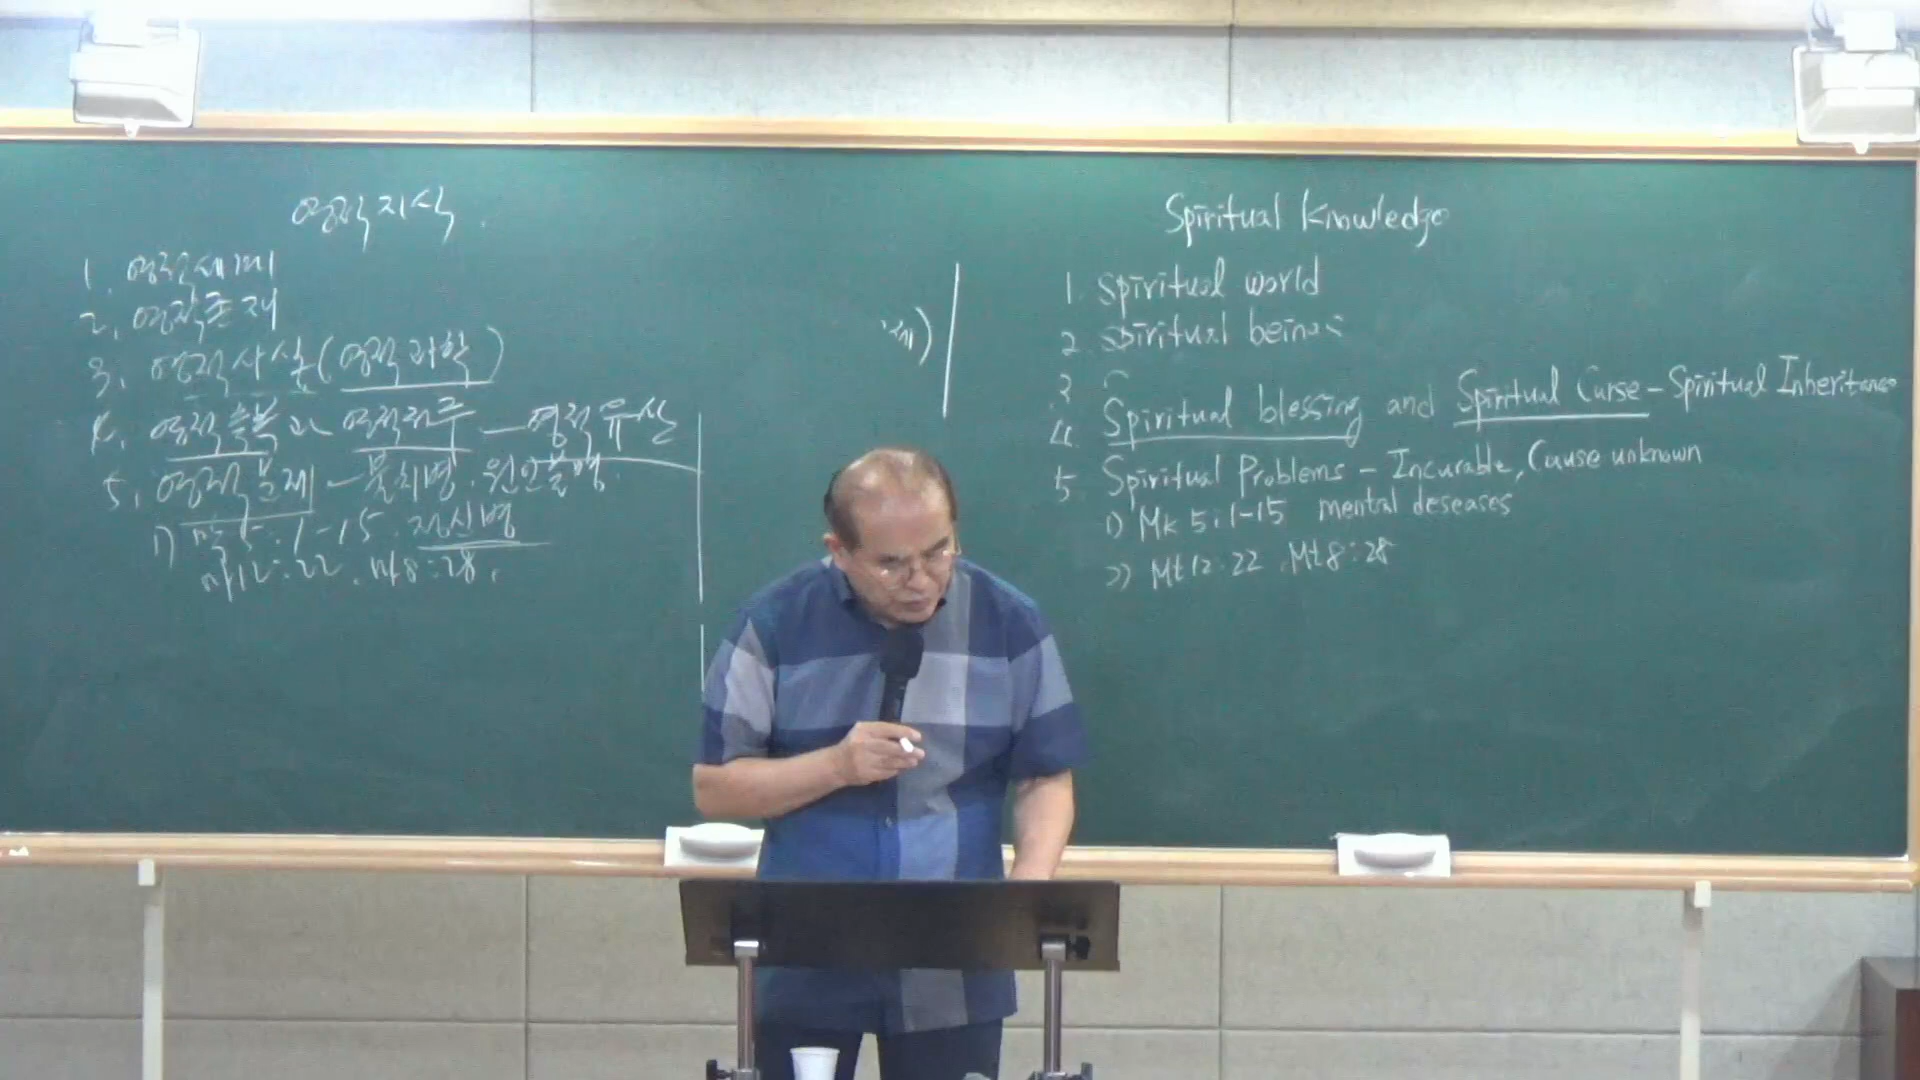 영적지식
1. 영적세계
2. 영적존재
3. 영적사실(영적과학)
4. 영적축복과 영적저주 - 영적유산
5. 영적문제 - 불치병. 원인불명.
1) 막5:1-15. 정신병
마12:22. 마8:28.
Spiritual Knowledge
1. Spiritual world
2. Spiritual beings
3
4 Spiritual blessing and Spiritual Curse - Spiritual Inheritance
5 Spiritual Problems - Incurable, Cause unknown
1) Mk 5:1-15 mental deseases
2) Mt12:22, Mt8:28